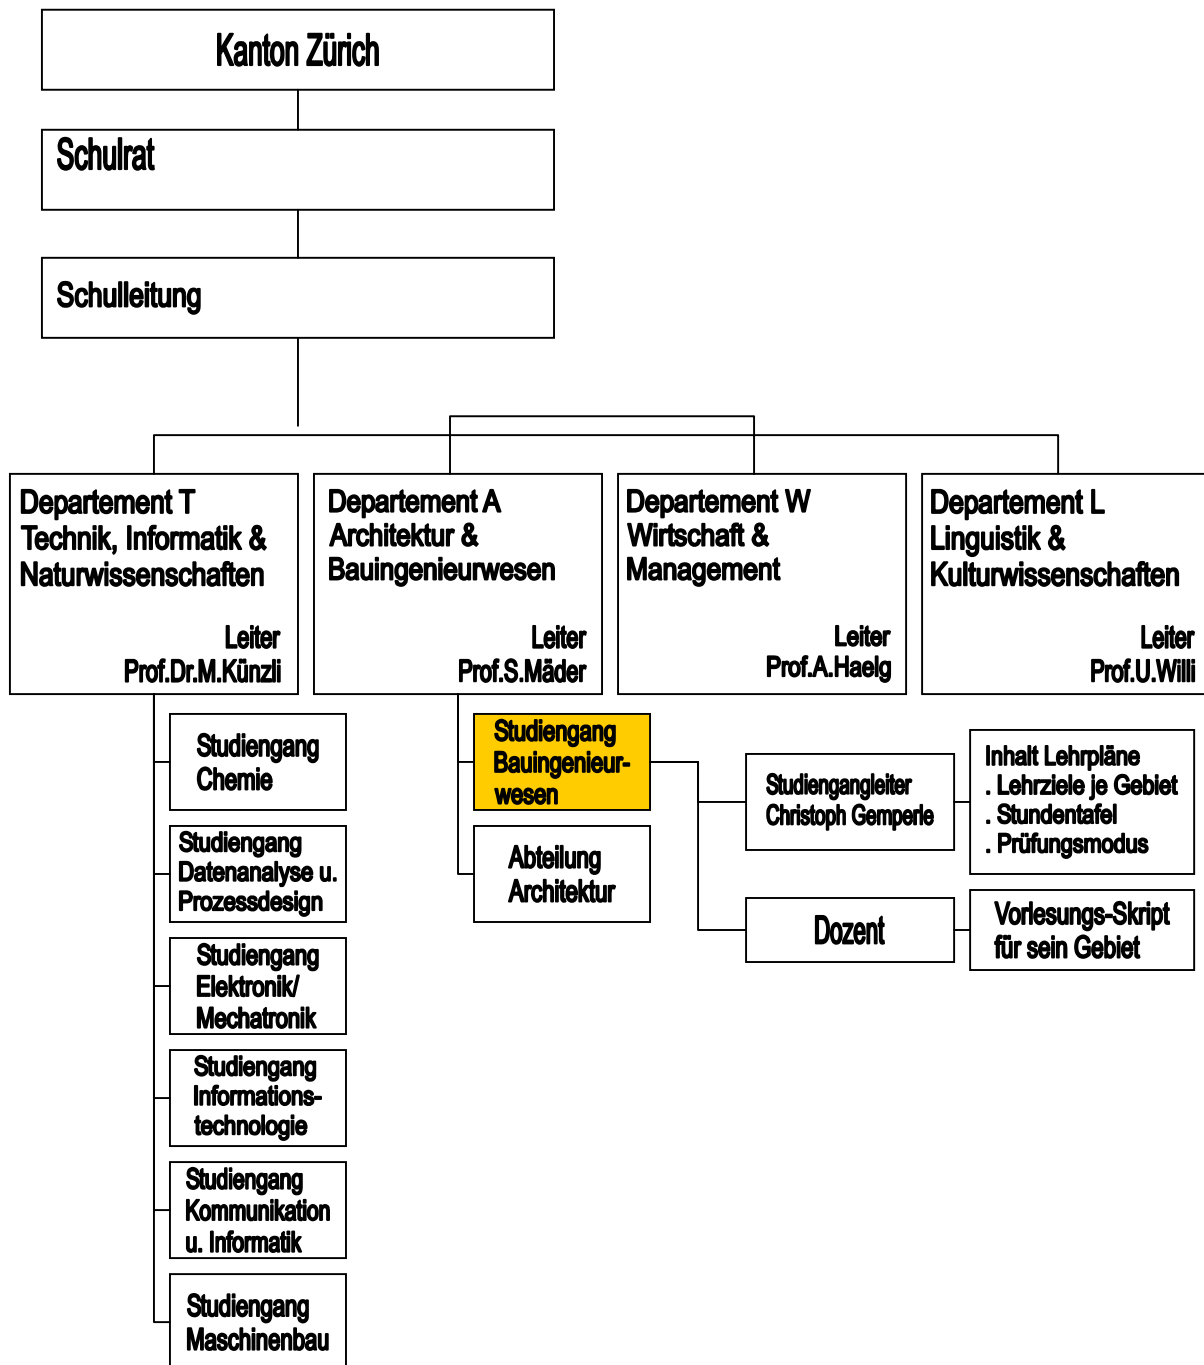 Kanton Zürich
Schulrat
Schulleitung
Departement T
Technik, Informatik &
Naturwissenschaften
Leiter
Prof.Dr.M.Künzli
Departement A
Architektur &
Bauingenieurwesen
Leiter
Prof.S.Mäder
Departement W
Wirtschaft &
Management
Leiter
Prof.A.Haelg
Departement L
Linguistik &
Kulturwissenschaften
Leiter
Prof.U.Willi
Studiengang
Chemie
Studiengang
Datenanalyse u.
Prozessdesign
Studiengang
Elektronik/
Mechatronik
Studiengang
Informations-
technologie
Studiengang
Kommunikation
u. Informatik
Studiengang
Maschinenbau
Studiengang
Bauingenieur-
wesen
Abteilung
Architektur
Studiengangleiter
Christoph Gemperle
Inhalt Lehrpläne
. Lehrziele je Gebiet
. Stundentafel
. Prüfungsmodus
Dozent
Vorlesungs-Skript
für sein Gebiet